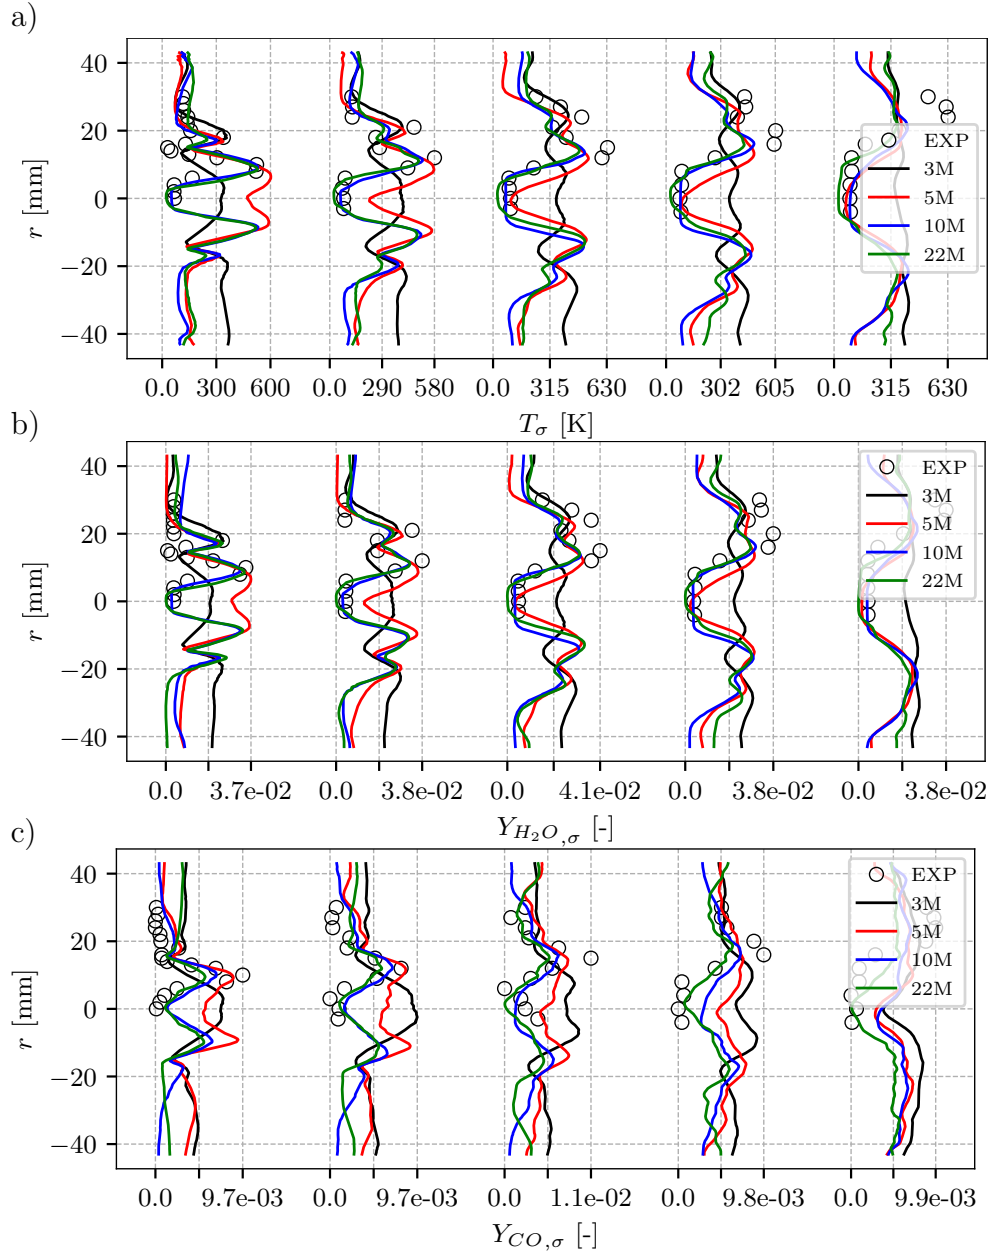 a)
40
20
0
−20
−40
r [mm]
EXP
3M
5M
10M
22M
0.0 300 600 0.0 290 580 0.0 315 630 0.0 302 605 0.0 315 630
T_σ [K]
b)
40
20
0
−20
−40
r [mm]
EXP
3M
5M
10M
22M
0.0 3.7e-02 0.0 3.8e-02 0.0 4.1e-02 0.0 3.8e-02 0.0 3.8e-02
Y_{H_2O,σ} [-]
c)
40
20
0
−20
−40
r [mm]
EXP
3M
5M
10M
22M
0.0 9.7e-03 0.0 9.7e-03 0.0 1.1e-02 0.0 9.8e-03 0.0 9.9e-03
Y_{CO,σ} [-]